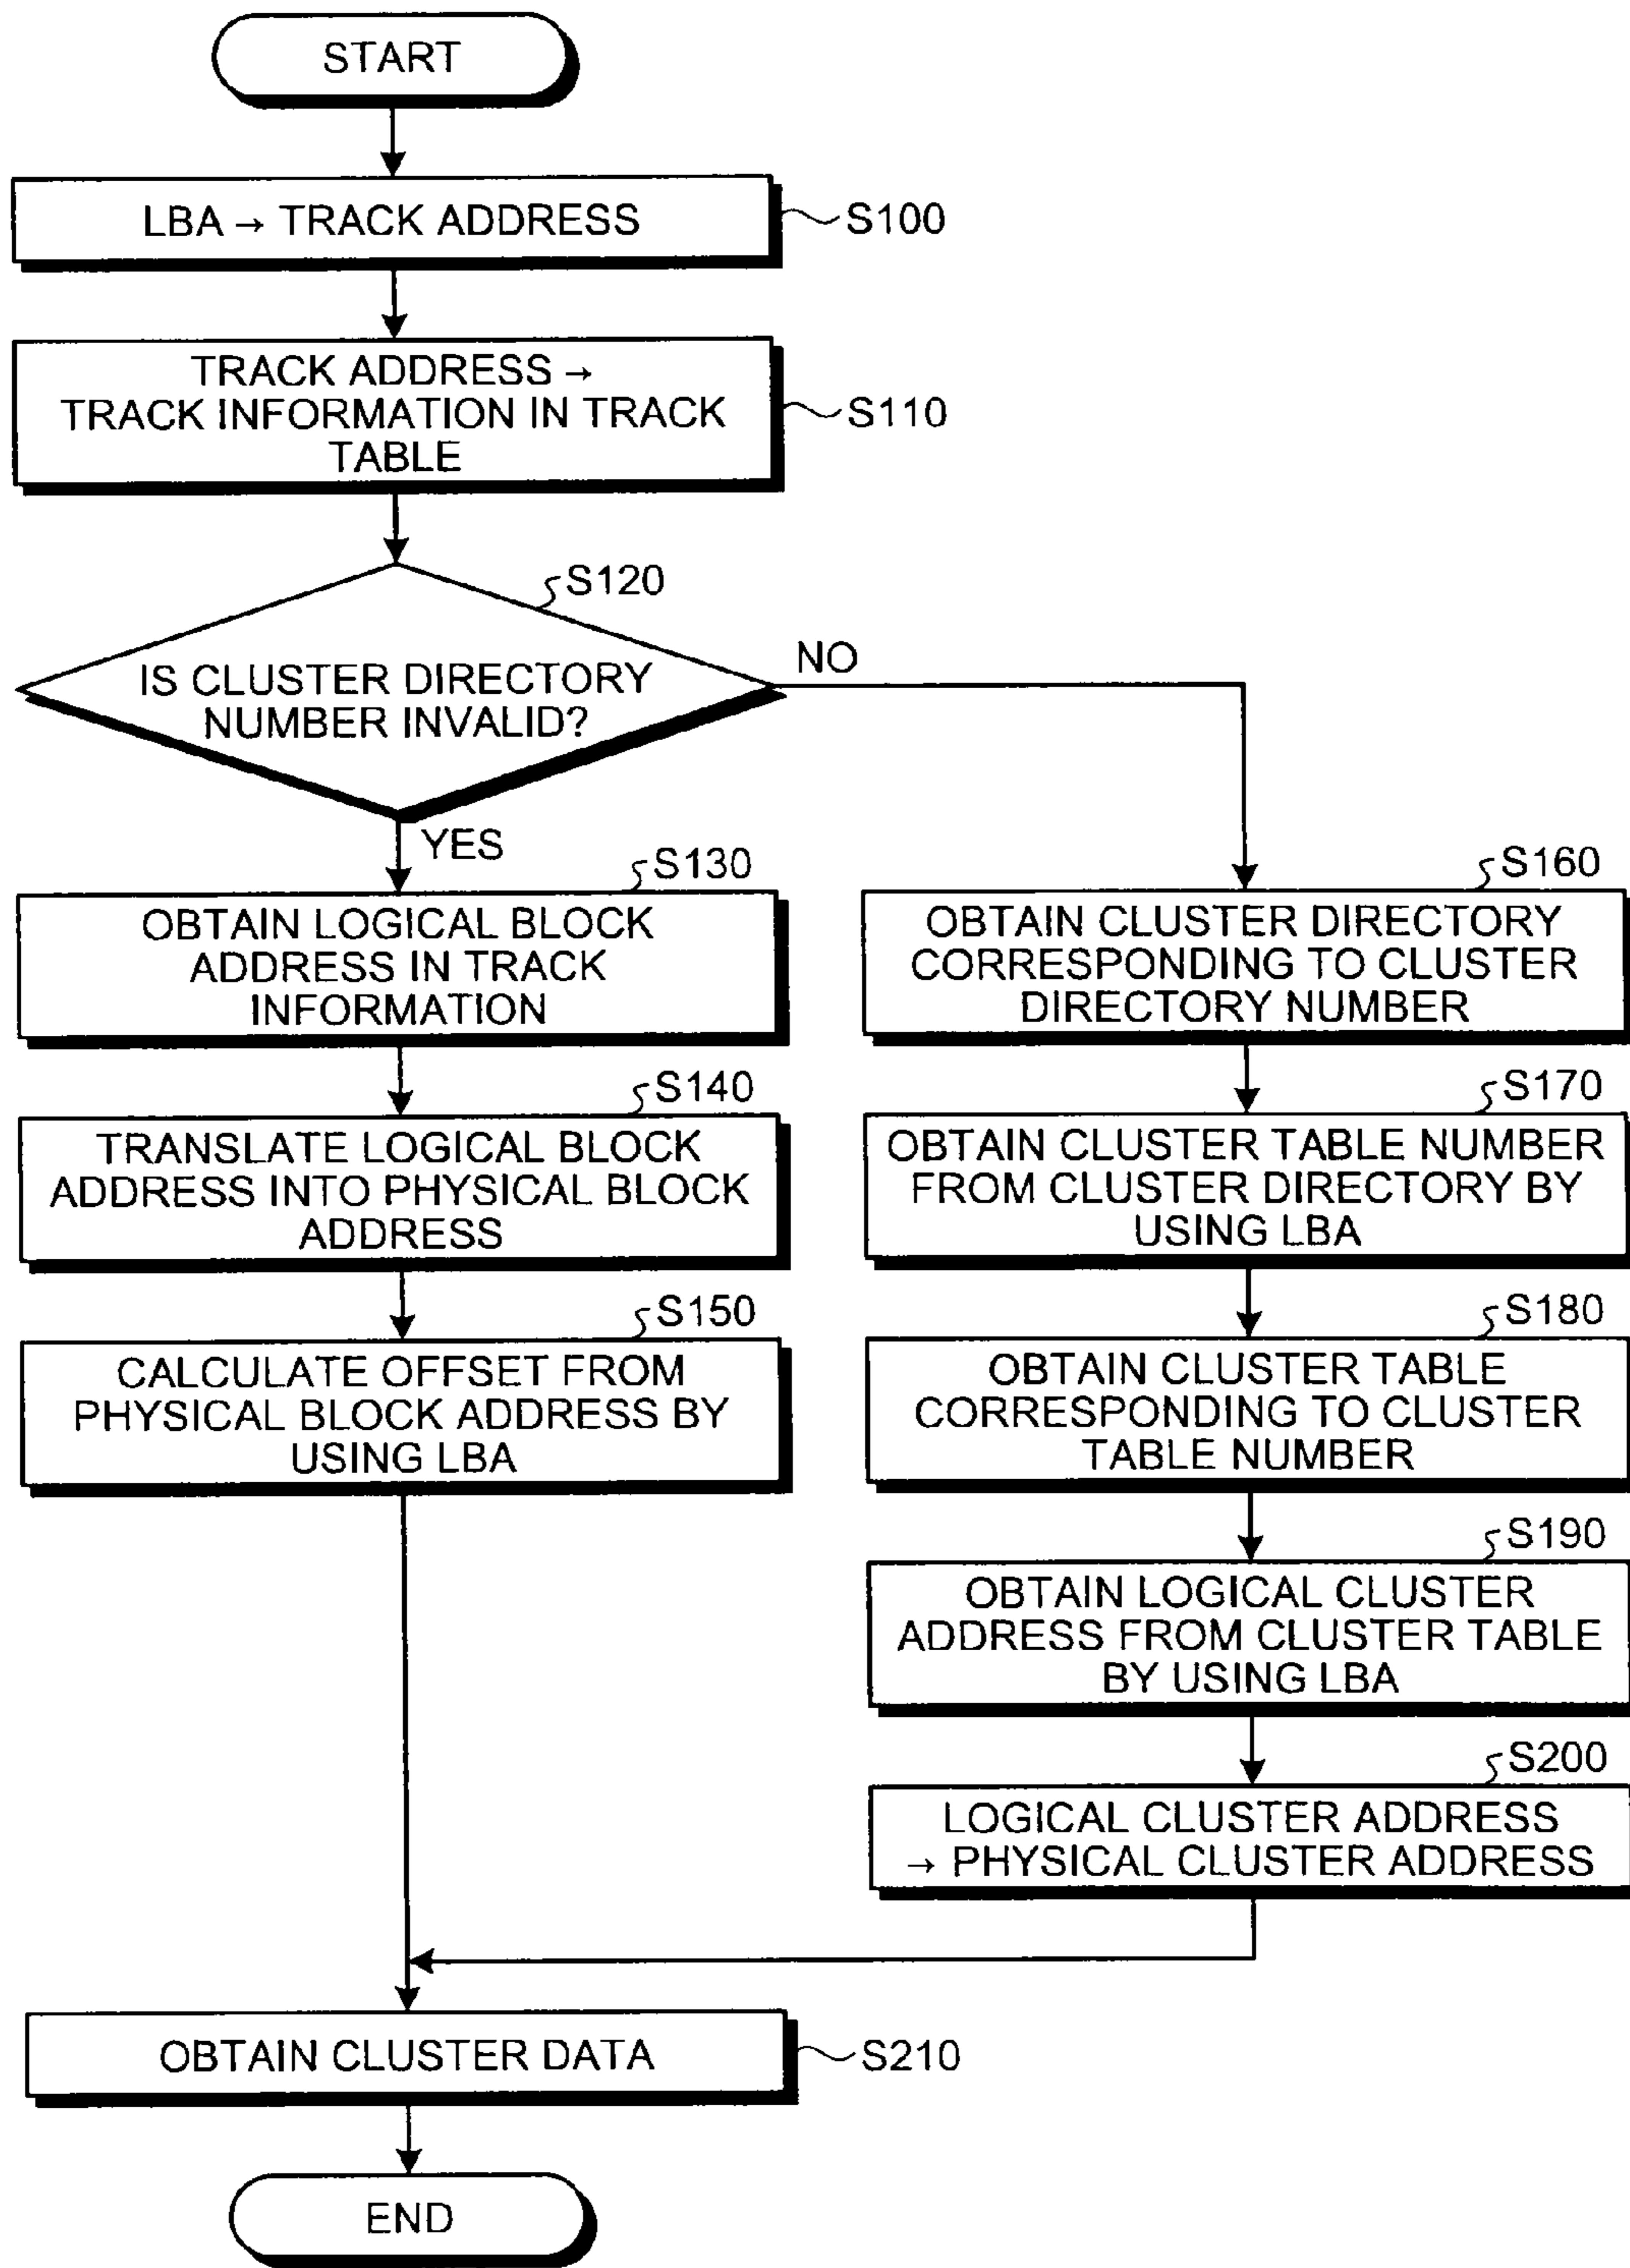 START
LBA → TRACK ADDRESS
S100
TRACK ADDRESS →
TRACK INFORMATION IN TRACK
TABLE
S110
S120
IS CLUSTER DIRECTORY
NUMBER INVALID?
NO
YES
S130
OBTAIN LOGICAL BLOCK
ADDRESS IN TRACK
INFORMATION
S140
TRANSLATE LOGICAL BLOCK
ADDRESS INTO PHYSICAL BLOCK
ADDRESS
S150
CALCULATE OFFSET FROM
PHYSICAL BLOCK ADDRESS BY
USING LBA
S160
OBTAIN CLUSTER DIRECTORY
CORRESPONDING TO CLUSTER
DIRECTORY NUMBER
S170
OBTAIN CLUSTER TABLE NUMBER
FROM CLUSTER DIRECTORY BY
USING LBA
S180
OBTAIN CLUSTER TABLE
CORRESPONDING TO CLUSTER
TABLE NUMBER
S190
OBTAIN LOGICAL CLUSTER
ADDRESS FROM CLUSTER TABLE
BY USING LBA
S200
LOGICAL CLUSTER ADDRESS
→ PHYSICAL CLUSTER ADDRESS
OBTAIN CLUSTER DATA
S210
END